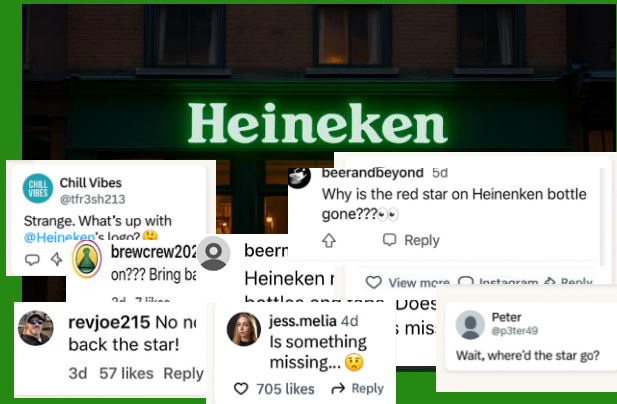 Heineken
CHILL
VIBES
Chill Vibes
@tfr3sh213
Strange. What's up with
@Heineken's logo?
beerandbeyond 5d
Why is the red star on Heinenken bottle
gone???
Reply
brewcrew202
on??? Bring ba
beern
Heineken
View more
Instagram
Reply
bottles and
Does
revjoe215 No
back the star!
3d 57 likes Reply
jess.melia 4d
Is something
missing...
705 likes Reply
Peter
@p3ter49
Wait, where'd the star go?